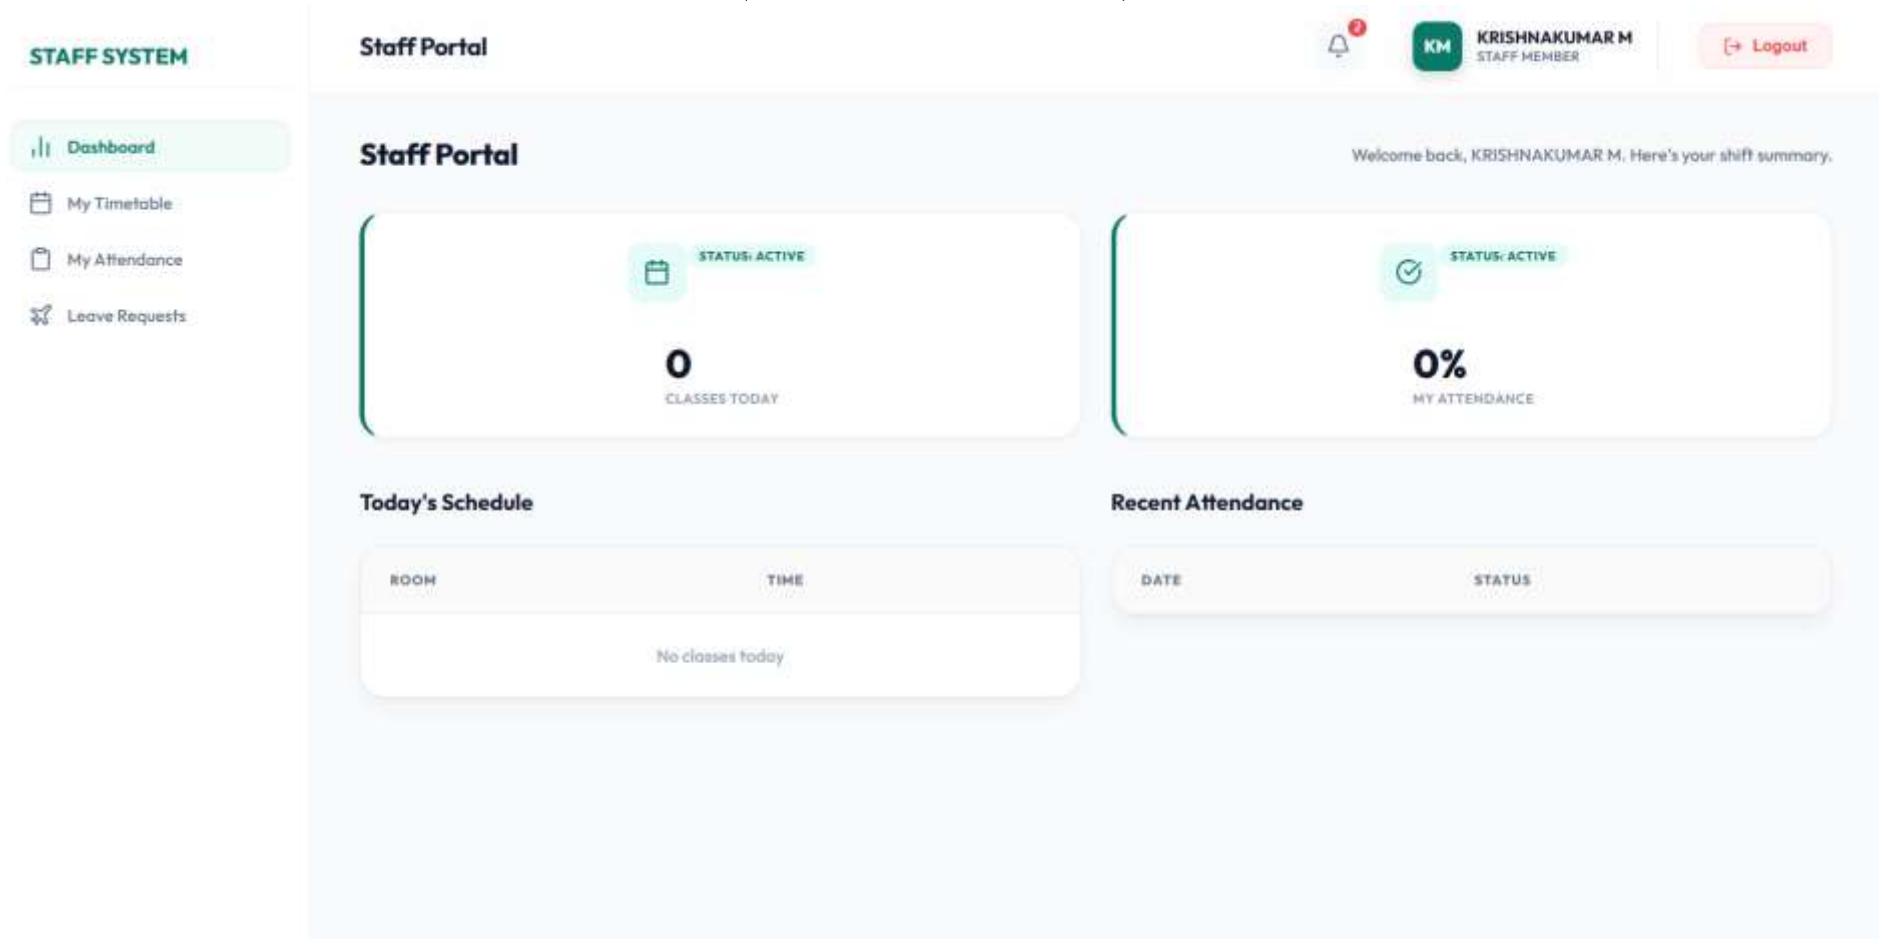 STAFF SYSTEM
Dashboard
My Timetable
My Attendance
Leave Requests
Staff Portal
2
KM
KRISHNAKUMAR M
STAFF MEMBER
Logout
Staff Portal
Welcome back, KRISHNAKUMAR M. Here's your shift summary.
STATUS: ACTIVE
0
CLASSES TODAY
STATUS: ACTIVE
0%
MY ATTENDANCE
Today's Schedule
ROOM TIME
No classes today
Recent Attendance
DATE STATUS